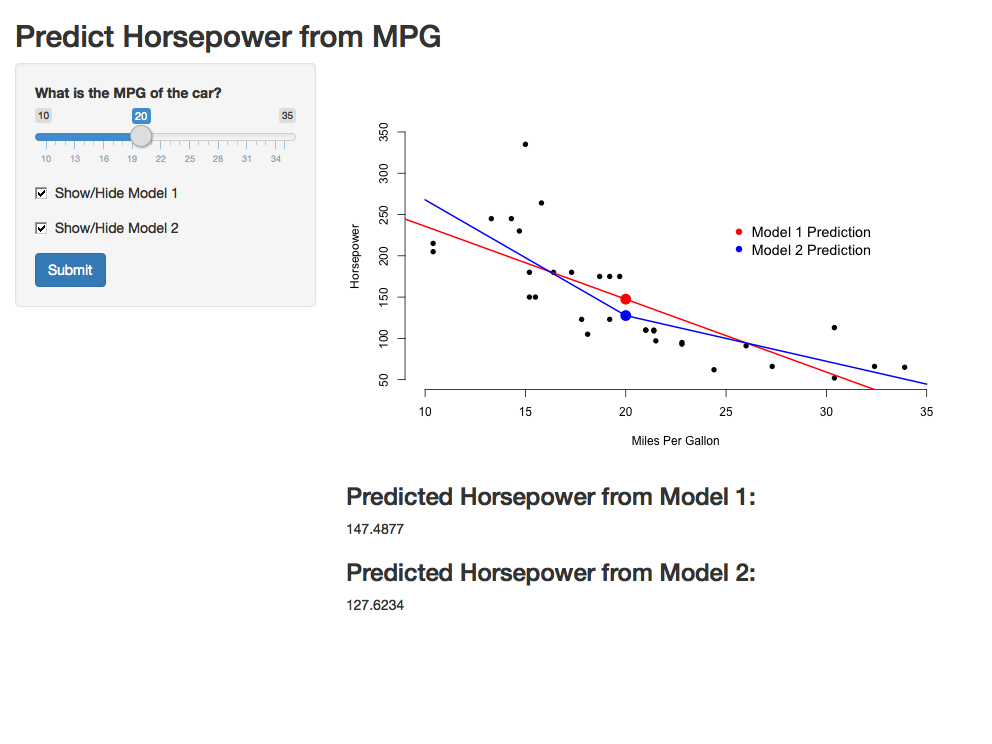 Predict Horsepower from MPG
What is the MPG of the car?
10 20 35
10 13 16 19 22 25 28 31 34
Show/Hide Model 1
Show/Hide Model 2
Submit
350
300
250
200
150
100
50
Horsepower
Model 1 Prediction
Model 2 Prediction
10 15 20 25 30 35
Miles Per Gallon
Predicted Horsepower from Model 1:
147.4877
Predicted Horsepower from Model 2:
127.6234